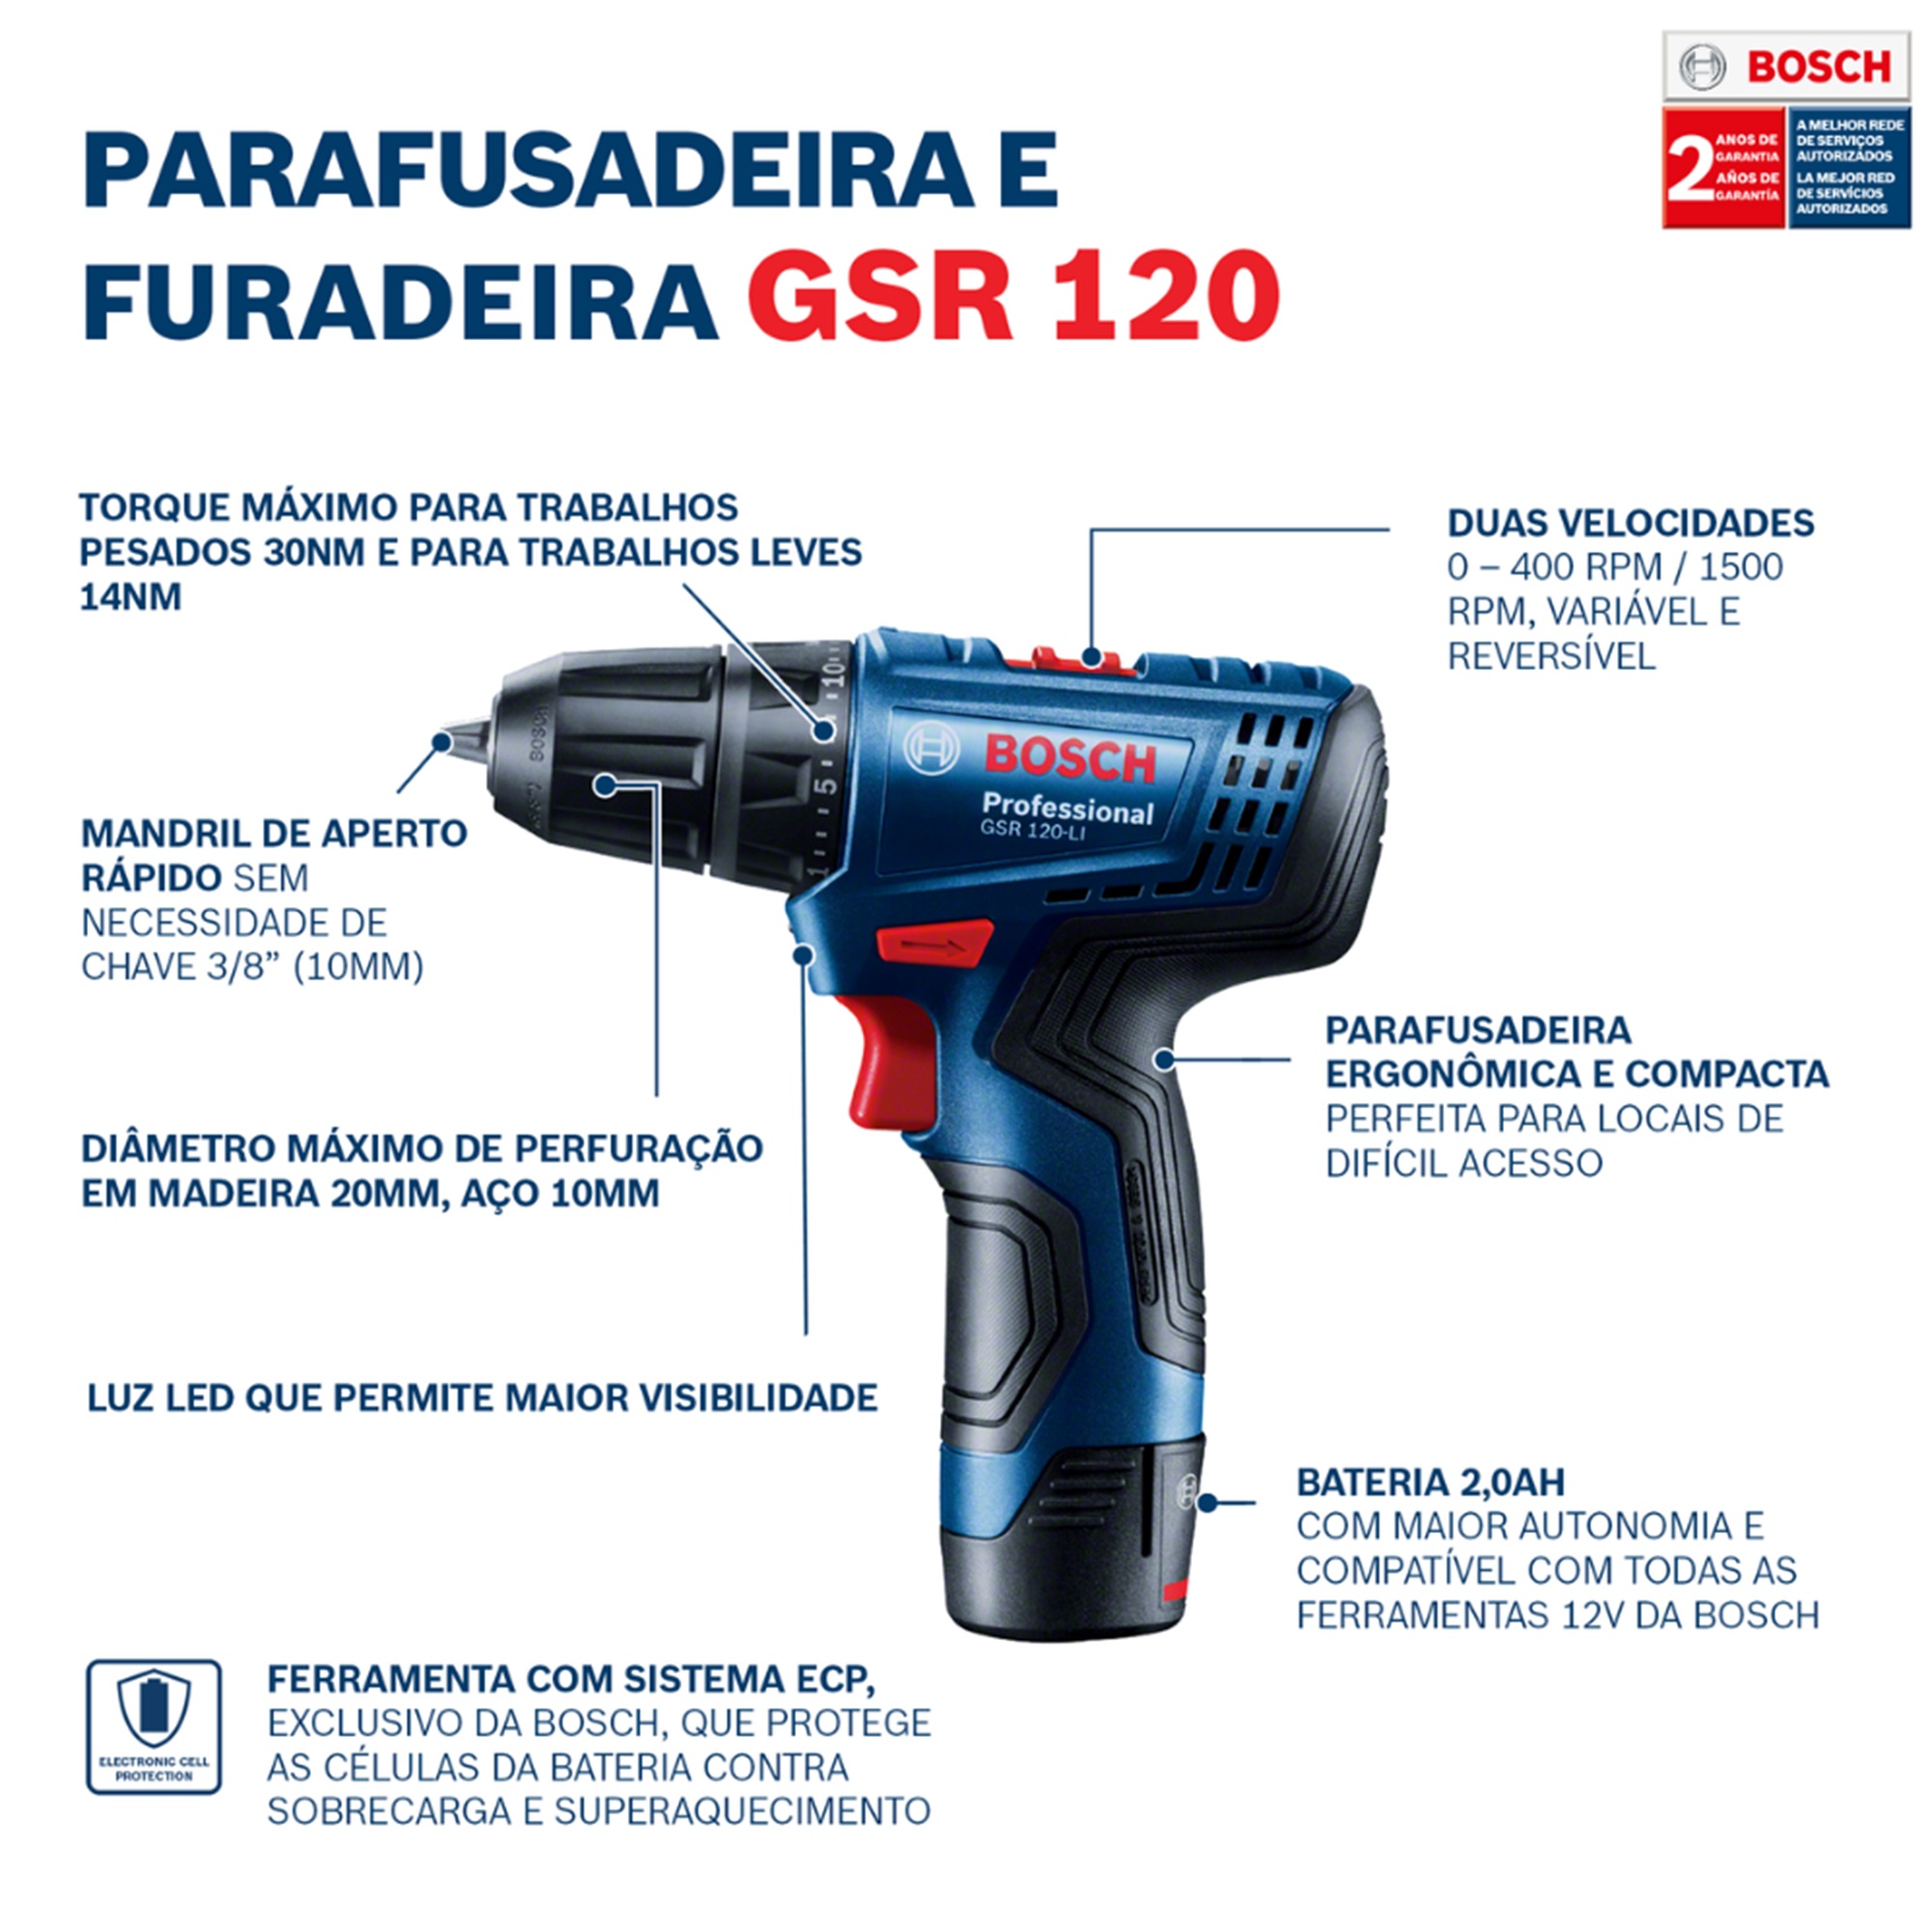 BOSCH
2 ANOS DE
GARANTIA
AÑOS DE
GARANTÍA
A MELHOR REDE
DE SERVIÇOS
AUTORIZADOS
LA MEJOR RED
DE SERVÍCIOS
AUTORIZADOS
PARAFUSADEIRA E
FURADEIRA GSR 120
TORQUE MÁXIMO PARA TRABALHOS
PESADOS 30NM E PARA TRABALHOS LEVES
14NM
DUAS VELOCIDADES
0 – 400 RPM / 1500
RPM, VARIÁVEL E
REVERSÍVEL
10
5
1
BOSCH
BOSCH
Professional
GSR 120-LI
MANDRIL DE APERTO
RÁPIDO SEM
NECESSIDADE DE
CHAVE 3/8” (10MM)
PARAFUSADEIRA
ERGONÔMICA E COMPACTA
PERFEITA PARA LOCAIS DE
DIFÍCIL ACESSO
DIÂMETRO MÁXIMO DE PERFURAÇÃO
EM MADEIRA 20MM, AÇO 10MM
LUZ LED QUE PERMITE MAIOR VISIBILIDADE
BATERIA 2,0AH
COM MAIOR AUTONOMIA E
COMPATÍVEL COM TODAS AS
FERRAMENTAS 12V DA BOSCH
ELECTRONIC CELL
PROTECTION
FERRAMENTA COM SISTEMA ECP,
EXCLUSIVO DA BOSCH, QUE PROTEGE
AS CÉLULAS DA BATERIA CONTRA
SOBRECARGA E SUPERAQUECIMENTO